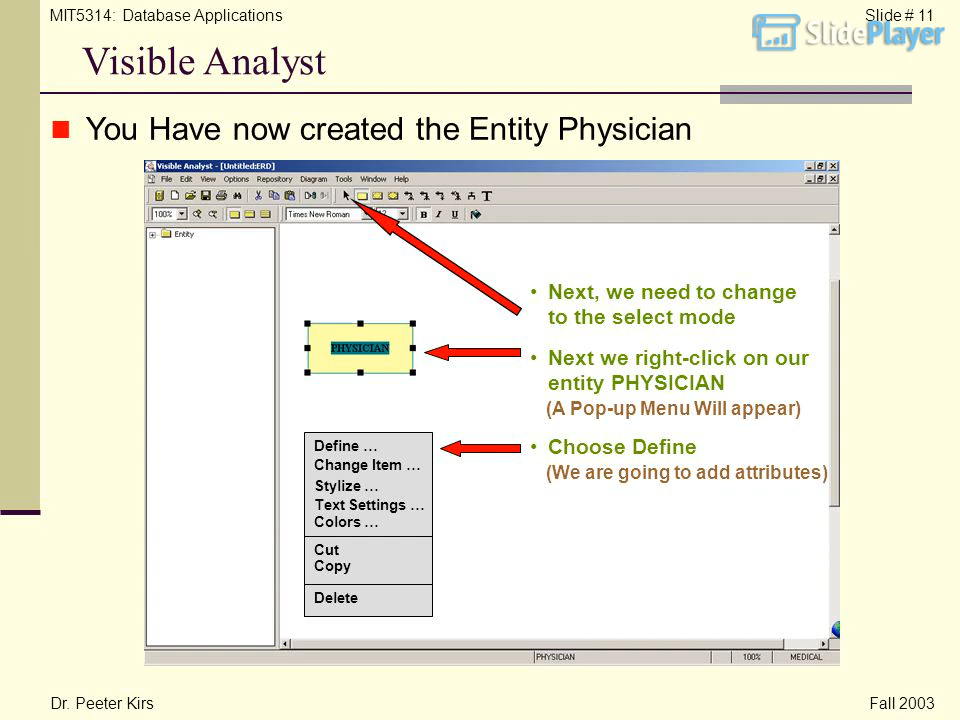 MIT5314: Database Applications
Slide # 11
SlidePlayer
Visible Analyst
You Have now created the Entity Physician
Visible Analyst - [Untitled:ERD]
File Edit View Options Repository Diagram Tools Window Help
100% Times New Roman 12 B I U
Entity
• Next, we need to change
to the select mode
PHYSICIAN
• Next we right-click on our
entity PHYSICIAN
(A Pop-up Menu Will appear)
• Choose Define
(We are going to add attributes)
Define …
Change Item …
Stylize …
Text Settings …
Colors …
Cut
Copy
Delete
PHYSICIAN 100% MEDICAL
Dr. Peeter Kirs
Fall 2003